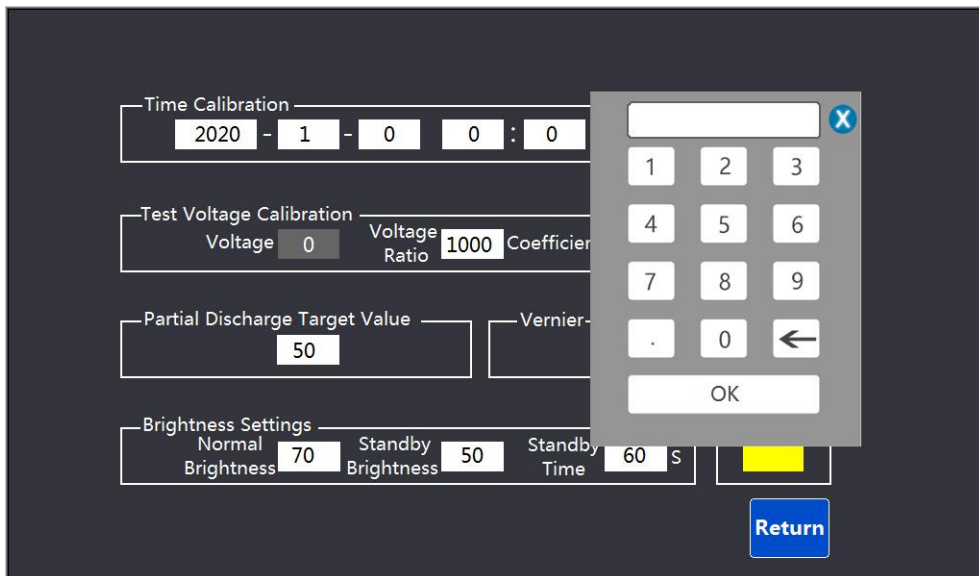 Time Calibration
2020 - 1 - 0 0 : 0
Test Voltage Calibration
Voltage 0 Voltage Ratio 1000
Partial Discharge Target Value
50
Vernier
Brightness Settings
Normal Brightness 70 Standby Brightness 50 Standby Time 60 S
Return
X
1 2 3
4 5 6
7 8 9
. 0 ←
OK